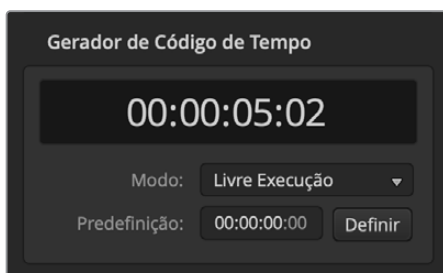 Gerador de Código de Tempo
00:00:05:02
Modo: Livre Execução
Predefinição: 00:00:00:00 Definir